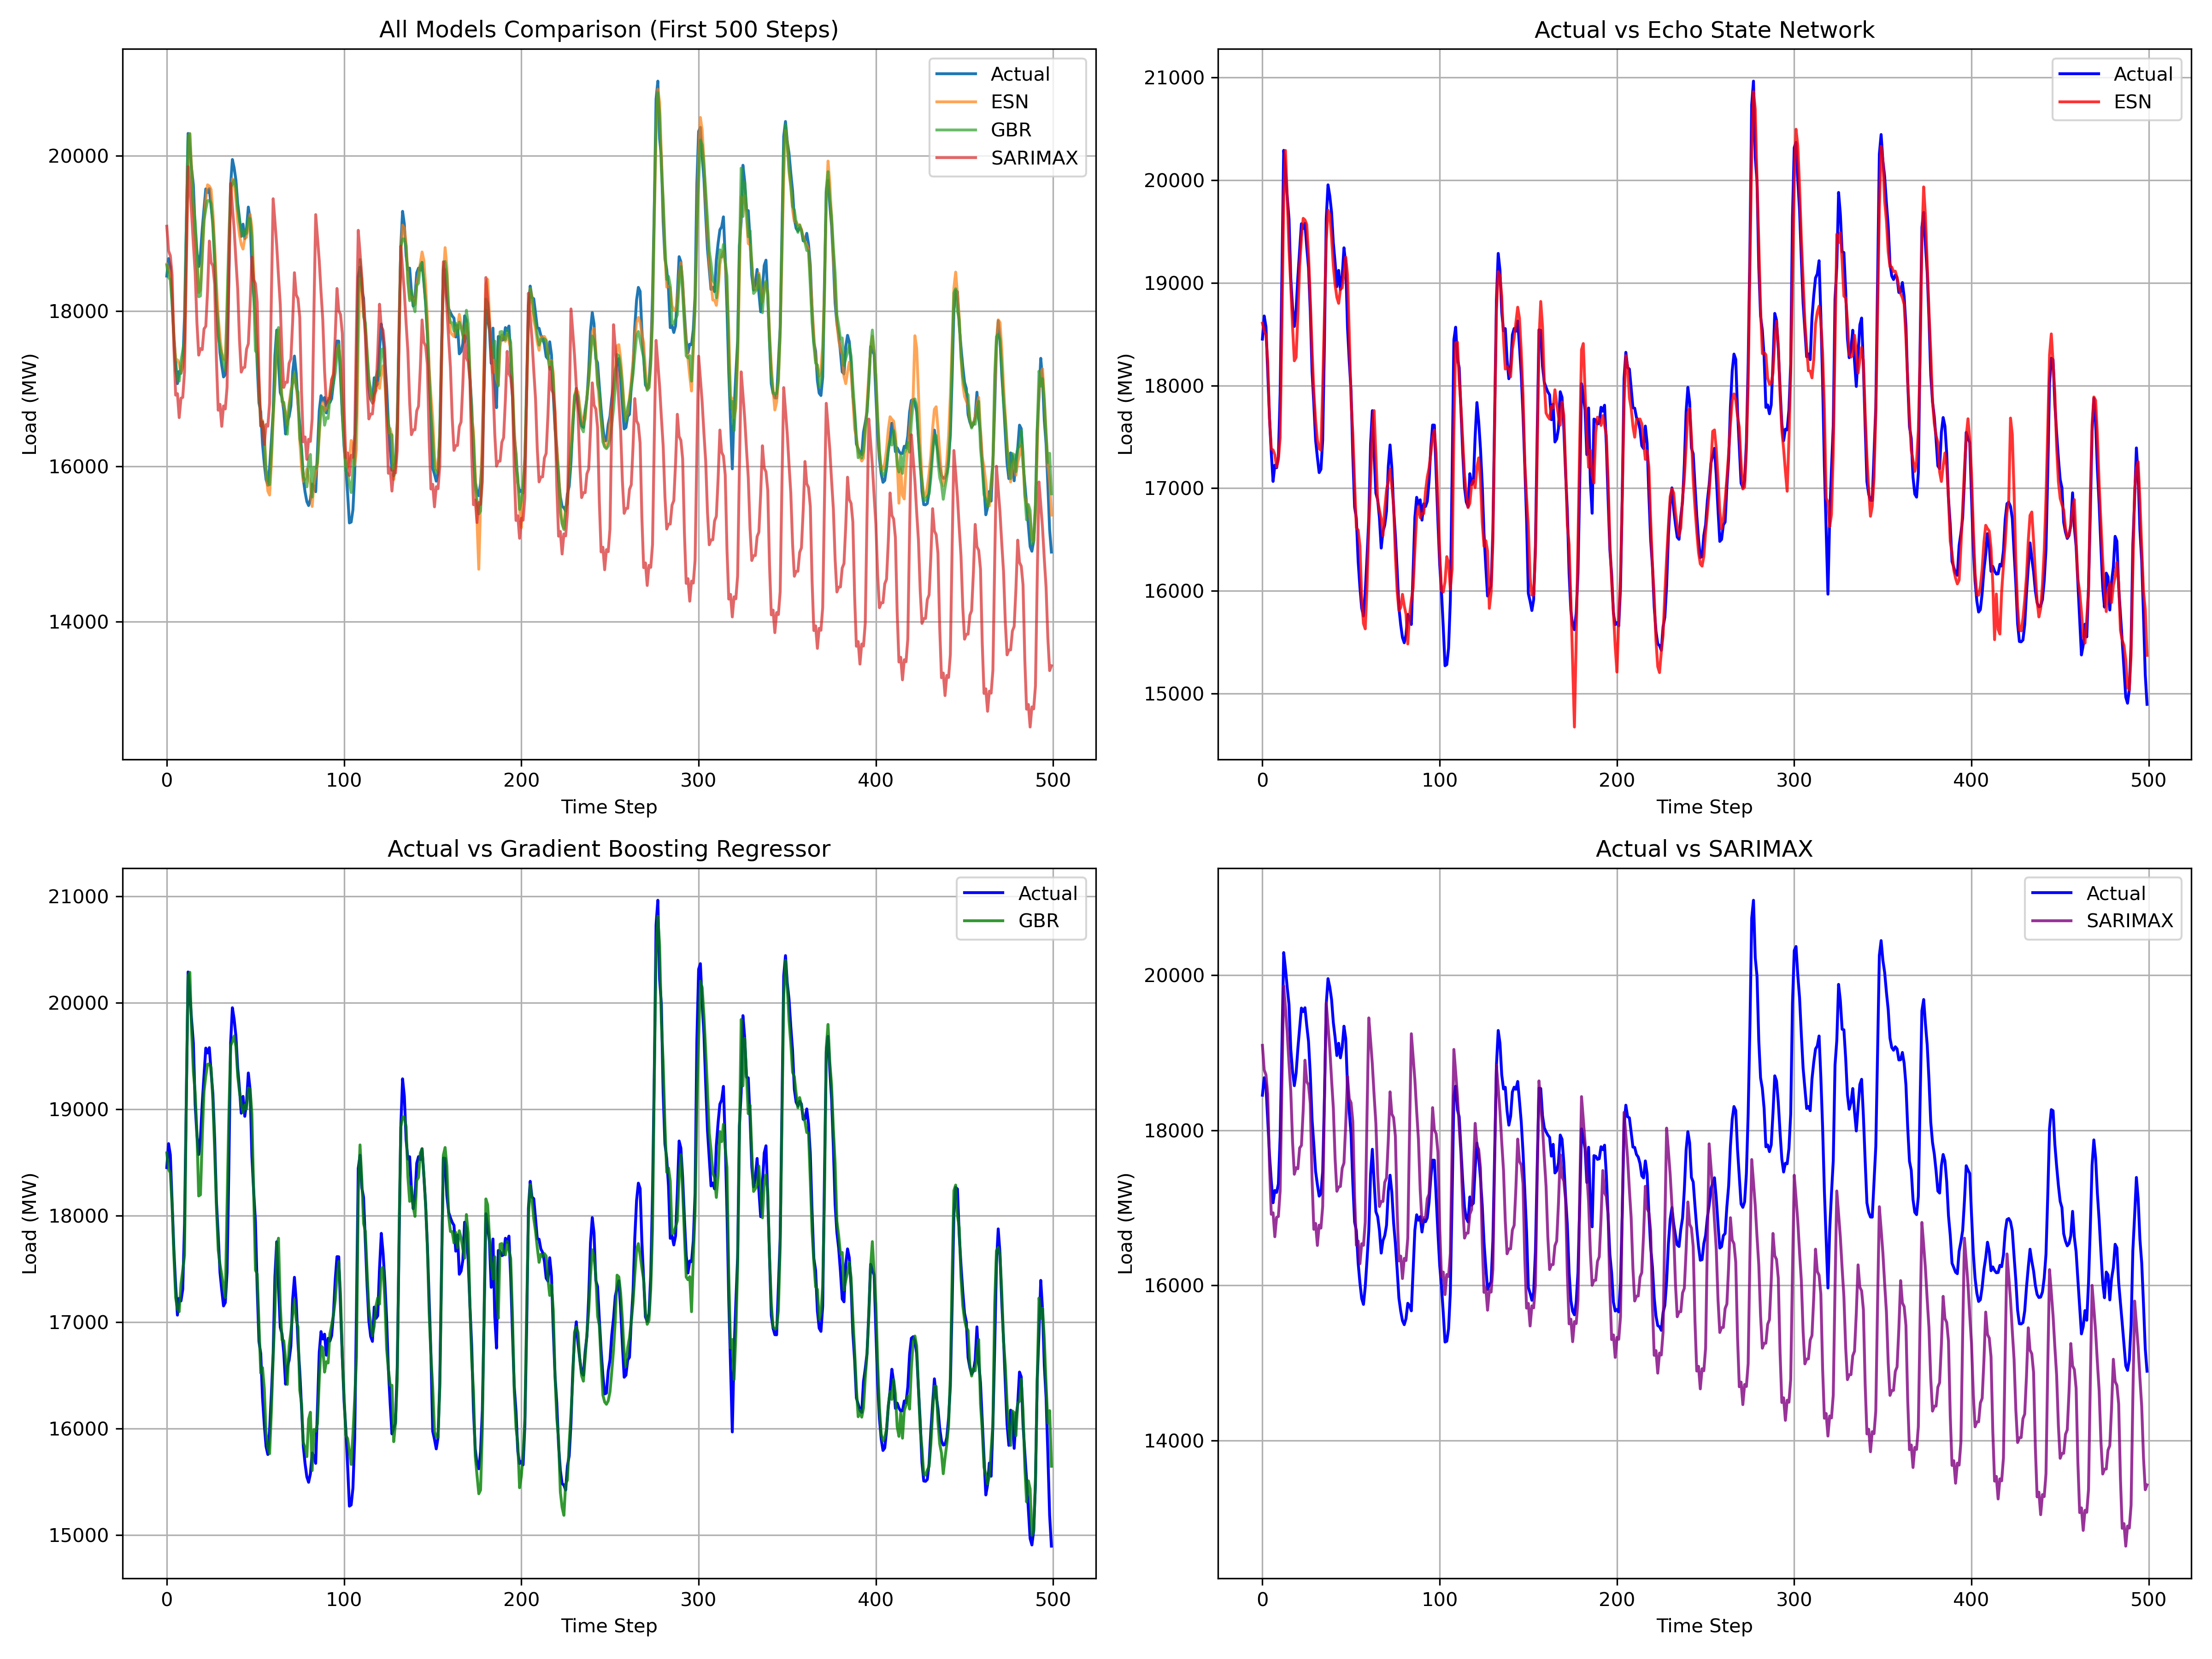 All Models Comparison (First 500 Steps)
Actual
ESN
GBR
SARIMAX
Load (MW)
20000
18000
16000
14000
0 100 200 300 400 500
Time Step
Actual vs Echo State Network
Actual
ESN
Load (MW)
21000
20000
19000
18000
17000
16000
15000
0 100 200 300 400 500
Time Step
Actual vs Gradient Boosting Regressor
Actual
GBR
Load (MW)
21000
20000
19000
18000
17000
16000
15000
0 100 200 300 400 500
Time Step
Actual vs SARIMAX
Actual
SARIMAX
Load (MW)
20000
18000
16000
14000
0 100 200 300 400 500
Time Step